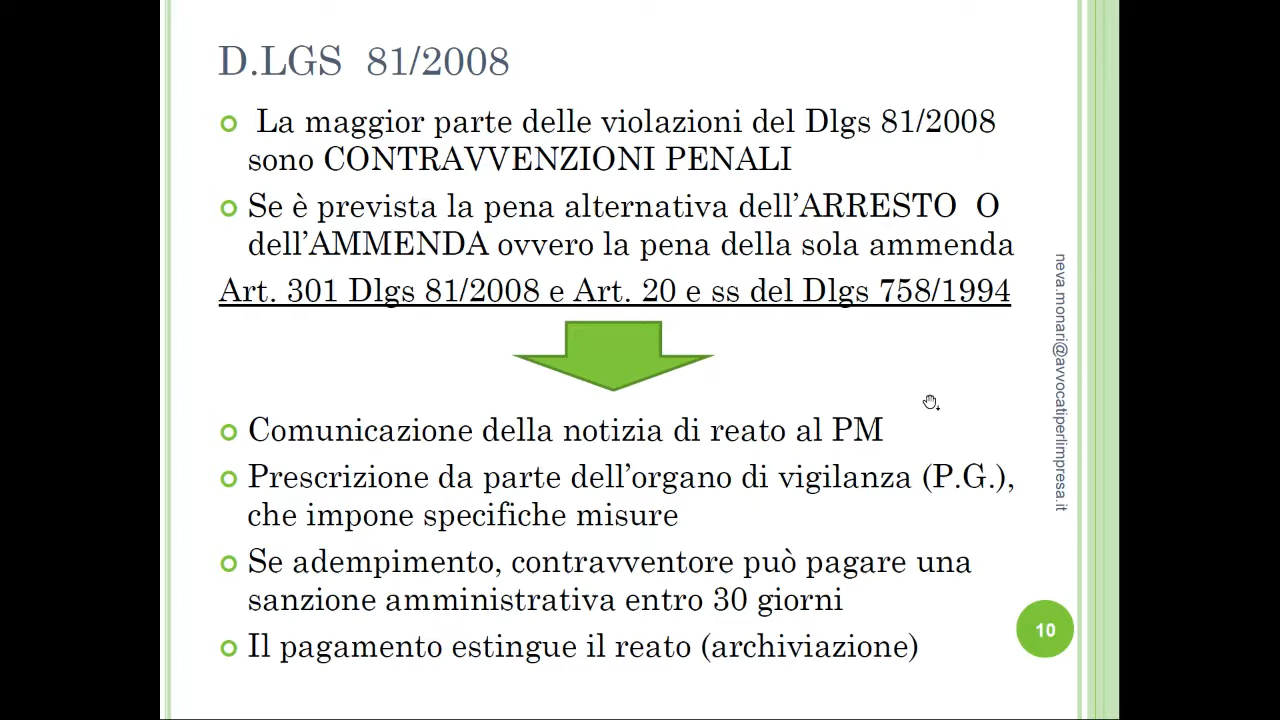 D.LGS 81/2008
La maggior parte delle violazioni del Dlgs 81/2008
sono CONTRAVVENZIONI PENALI
Se è prevista la pena alternativa dell’ARRESTO O
dell’AMMENDA ovvero la pena della sola ammenda
Art. 301 Dlgs 81/2008 e Art. 20 e ss del Dlgs 758/1994
Comunicazione della notizia di reato al PM
Prescrizione da parte dell’organo di vigilanza (P.G.),
che impone specifiche misure
Se adempimento, contravventore può pagare una
sanzione amministrativa entro 30 giorni
Il pagamento estingue il reato (archiviazione)
neva.monari@avvocatiperlimpresa.it
10